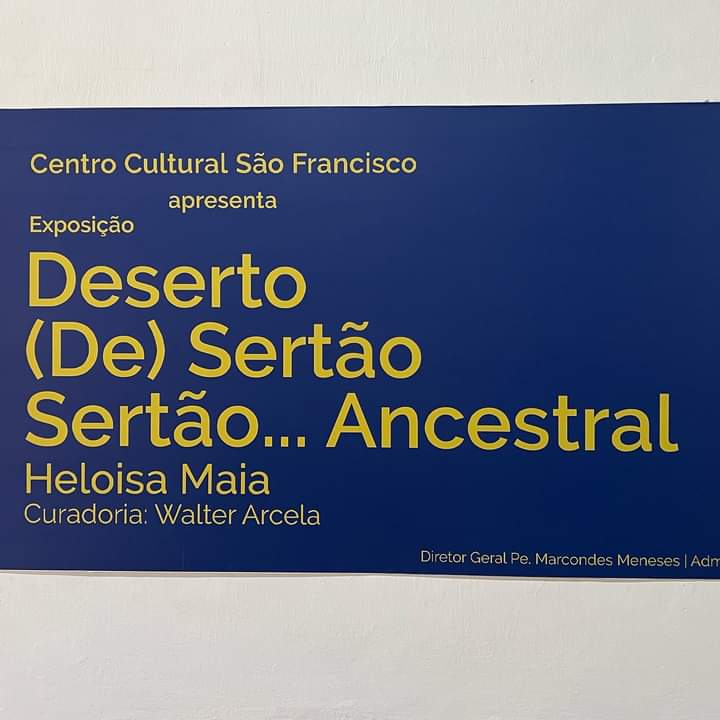 Centro Cultural São Francisco
apresenta
Exposição
Deserto
(De) Sertão
Sertão... Ancestral
Heloisa Maia
Curadoria: Walter Arcela
Diretor Geral Pe. Marcondes Meneses |